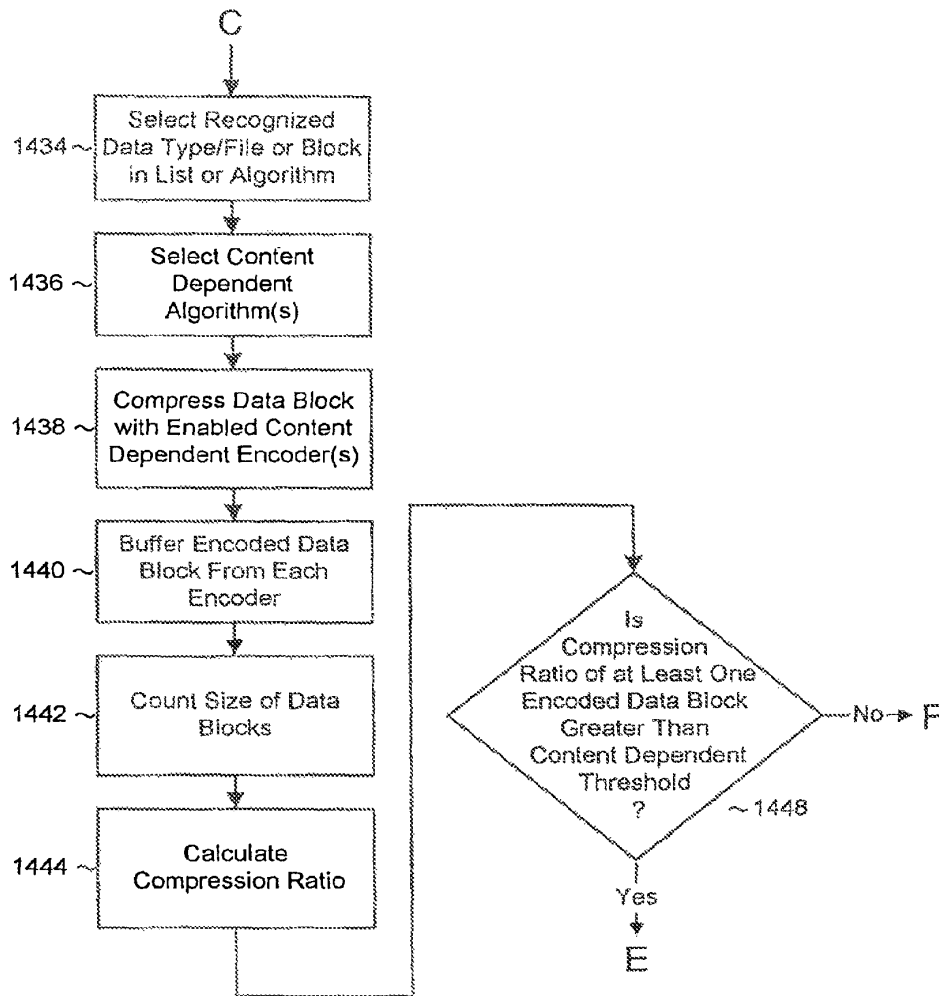 C
1434
Select Recognized
Data Type/File or Block
in List or Algorithm
1436
Select Content
Dependent
Algorithm(s)
1438
Compress Data Block
with Enabled Content
Dependent Encoder(s)
1440
Buffer Encoded Data
Block From Each
Encoder
1442
Count Size of Data
Blocks
1444
Calculate
Compression Ratio
Is
Compression
Ratio of at Least One
Encoded Data Block
Greater Than
Content Dependent
Threshold
?
1448
No
F
Yes
E